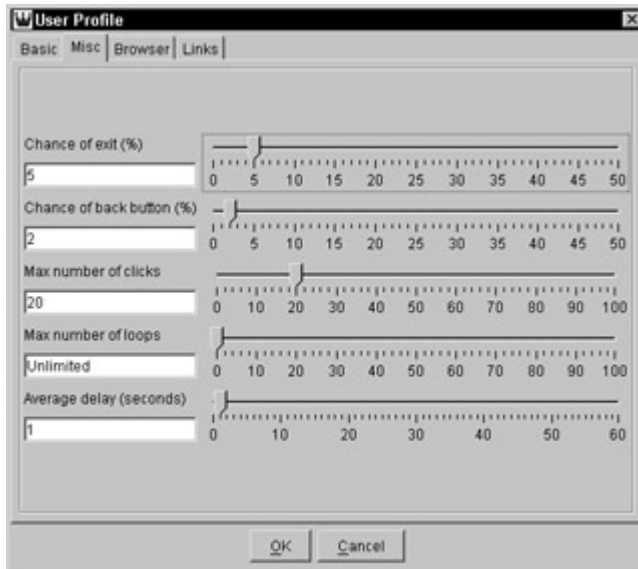 User Profile
Basic Misc Browser Links
Chance of exit (%)
5
0 5 10 15 20 25 30 35 40 45 50
Chance of back button (%)
2
0 5 10 15 20 25 30 35 40 45 50
Max number of clicks
20
0 10 20 30 40 50 60 70 80 90 100
Max number of loops
Unlimited
0 10 20 30 40 50 60 70 80 90 100
Average delay (seconds)
1
0 10 20 30 40 50 60
OK Cancel